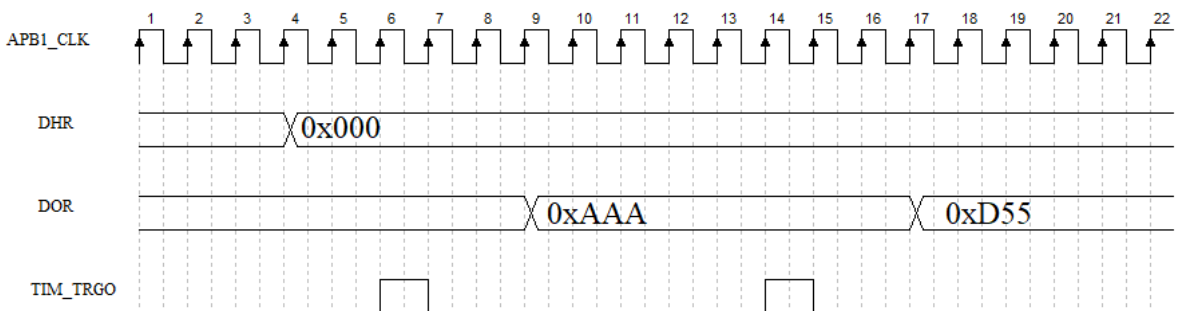 1 2 3 4 5 6 7 8 9 10 11 12 13 14 15 16 17 18 19 20 21 22
APB1_CLK
DHR 0x000
DOR 0xAAA 0xD55
TIM_TRGO